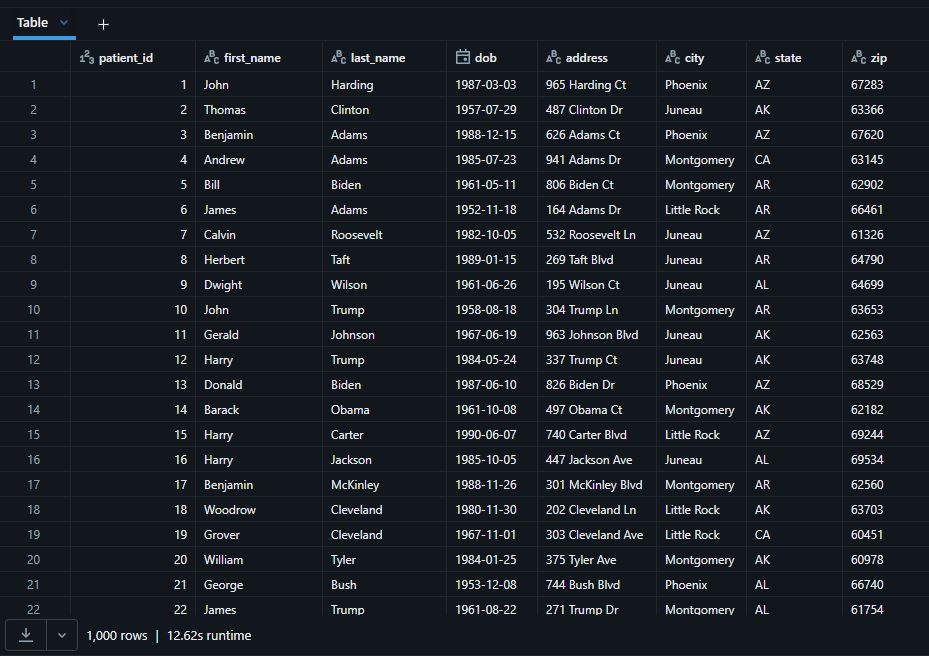 Table +
123 patient_id ABC first_name ABC last_name dob ABC address ABC city ABC state ABC zip
1 1 John Harding 1987-03-03 965 Harding Ct Phoenix AZ 67283
2 2 Thomas Clinton 1957-07-29 487 Clinton Dr Juneau AK 63366
3 3 Benjamin Adams 1988-12-15 626 Adams Ct Phoenix AZ 67620
4 4 Andrew Adams 1985-07-23 941 Adams Dr Montgomery CA 63145
5 5 Bill Biden 1961-05-11 806 Biden Ct Montgomery AR 62902
6 6 James Adams 1952-11-18 164 Adams Dr Little Rock AR 66461
7 7 Calvin Roosevelt 1982-10-05 532 Roosevelt Ln Juneau AZ 61326
8 8 Herbert Taft 1989-01-15 269 Taft Blvd Juneau AR 64790
9 9 Dwight Wilson 1961-06-26 195 Wilson Ct Juneau AL 64699
10 10 John Trump 1958-08-18 304 Trump Ln Montgomery AR 63653
11 11 Gerald Johnson 1967-06-19 963 Johnson Blvd Juneau AK 62563
12 12 Harry Trump 1984-05-24 337 Trump Ct Juneau AK 63748
13 13 Donald Biden 1987-06-10 826 Biden Dr Phoenix AZ 68529
14 14 Barack Obama 1961-10-08 497 Obama Ct Montgomery AK 62182
15 15 Harry Carter 1990-06-07 740 Carter Blvd Little Rock AZ 69244
16 16 Harry Jackson 1985-10-05 447 Jackson Ave Juneau AL 69534
17 17 Benjamin McKinley 1988-11-26 301 McKinley Blvd Montgomery AR 62560
18 18 Woodrow Cleveland 1980-11-30 202 Cleveland Ln Little Rock AK 63703
19 19 Grover Cleveland 1967-11-01 303 Cleveland Ave Little Rock CA 60451
20 20 William Tyler 1984-01-25 375 Tyler Ave Montgomery AK 60978
21 21 George Bush 1953-12-08 744 Bush Blvd Phoenix AL 66740
22 22 James Trump 1961-08-22 271 Trump Dr Montgomery AL 61754
1,000 rows | 12.62s runtime